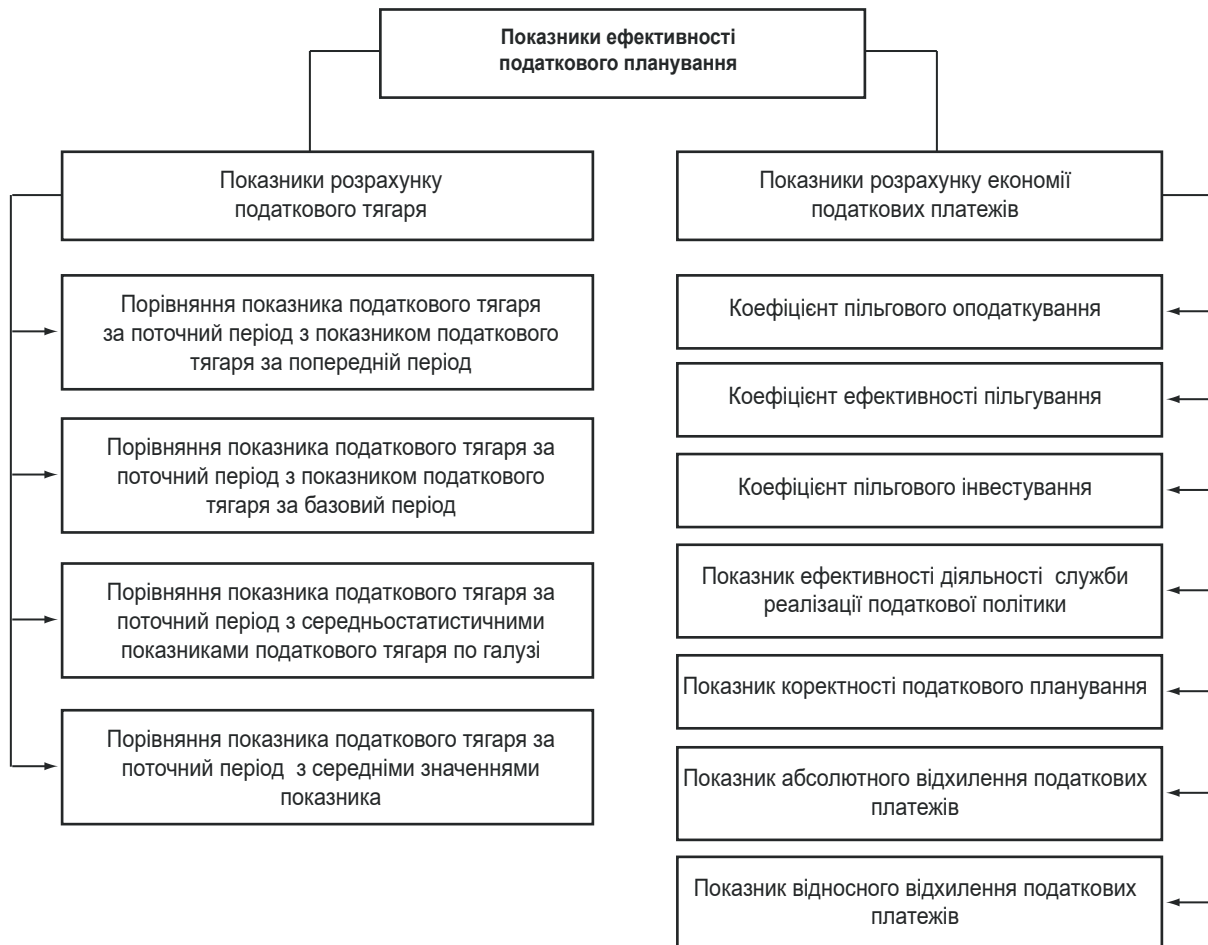 Показники ефективності
податкового планування
Показники розрахунку
податкового тягаря
Порівняння показника податкового тягаря
за поточний період з показником податкового
тягаря за попередній період
Порівняння показника податкового тягаря за
поточний період з показником податкового
тягаря за базовий період
Порівняння показника податкового тягаря за
поточний період з середньостатистичними
показниками податкового тягаря по галузі
Порівняння показника податкового тягаря за
поточний період з середніми значеннями
показника
Показники розрахунку економії
податкових платежів
Коефіцієнт пільгового оподаткування
Коефіцієнт ефективності пільгування
Коефіцієнт пільгового інвестування
Показник ефективності діяльності служби
реалізації податкової політики
Показник коректності податкового планування
Показник абсолютного відхилення податкових
платежів
Показник відносного відхилення податкових
платежів